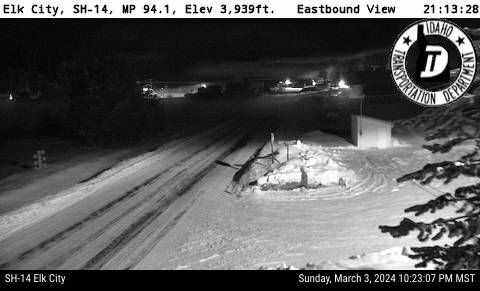 Elk City, SH-14, MP 94.1, Elev 3,939ft. Eastbound View 21:13:28
IDAHO
TRANSPORTATION DEPARTMENT
SH-14 Elk City Sunday, March 3, 2024 10:23:07 PM MST